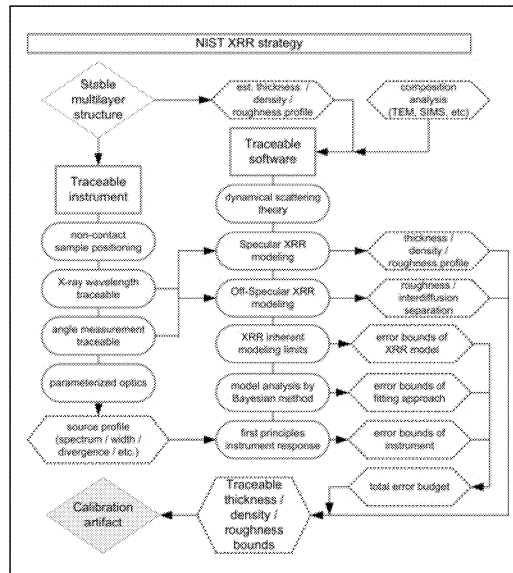 NIST XRR strategy
Stable
multilayer
structure
est. thickness /
density /
roughness profile
composition
analysis
(TEM, SIMS, etc)
Traceable
instrument
Traceable
software
non-contact
sample positioning
dynamical scattering
theory
X-ray wavelength
traceable
Specular XRR
modeling
thickness /
density /
roughness profile
angle measurement
traceable
Off-Specular XRR
modeling
roughness /
interdiffusion
separation
parameterized optics
XRR inherent
modeling limits
error bounds of
XRR model
model analysis by
Bayesian method
error bounds of
fitting approach
source profile
(spectrum / width /
divergence / etc.)
first principles
instrument response
error bounds of
instrument
total error budget
Calibration
artifact
Traceable
thickness /
density /
roughness
bounds